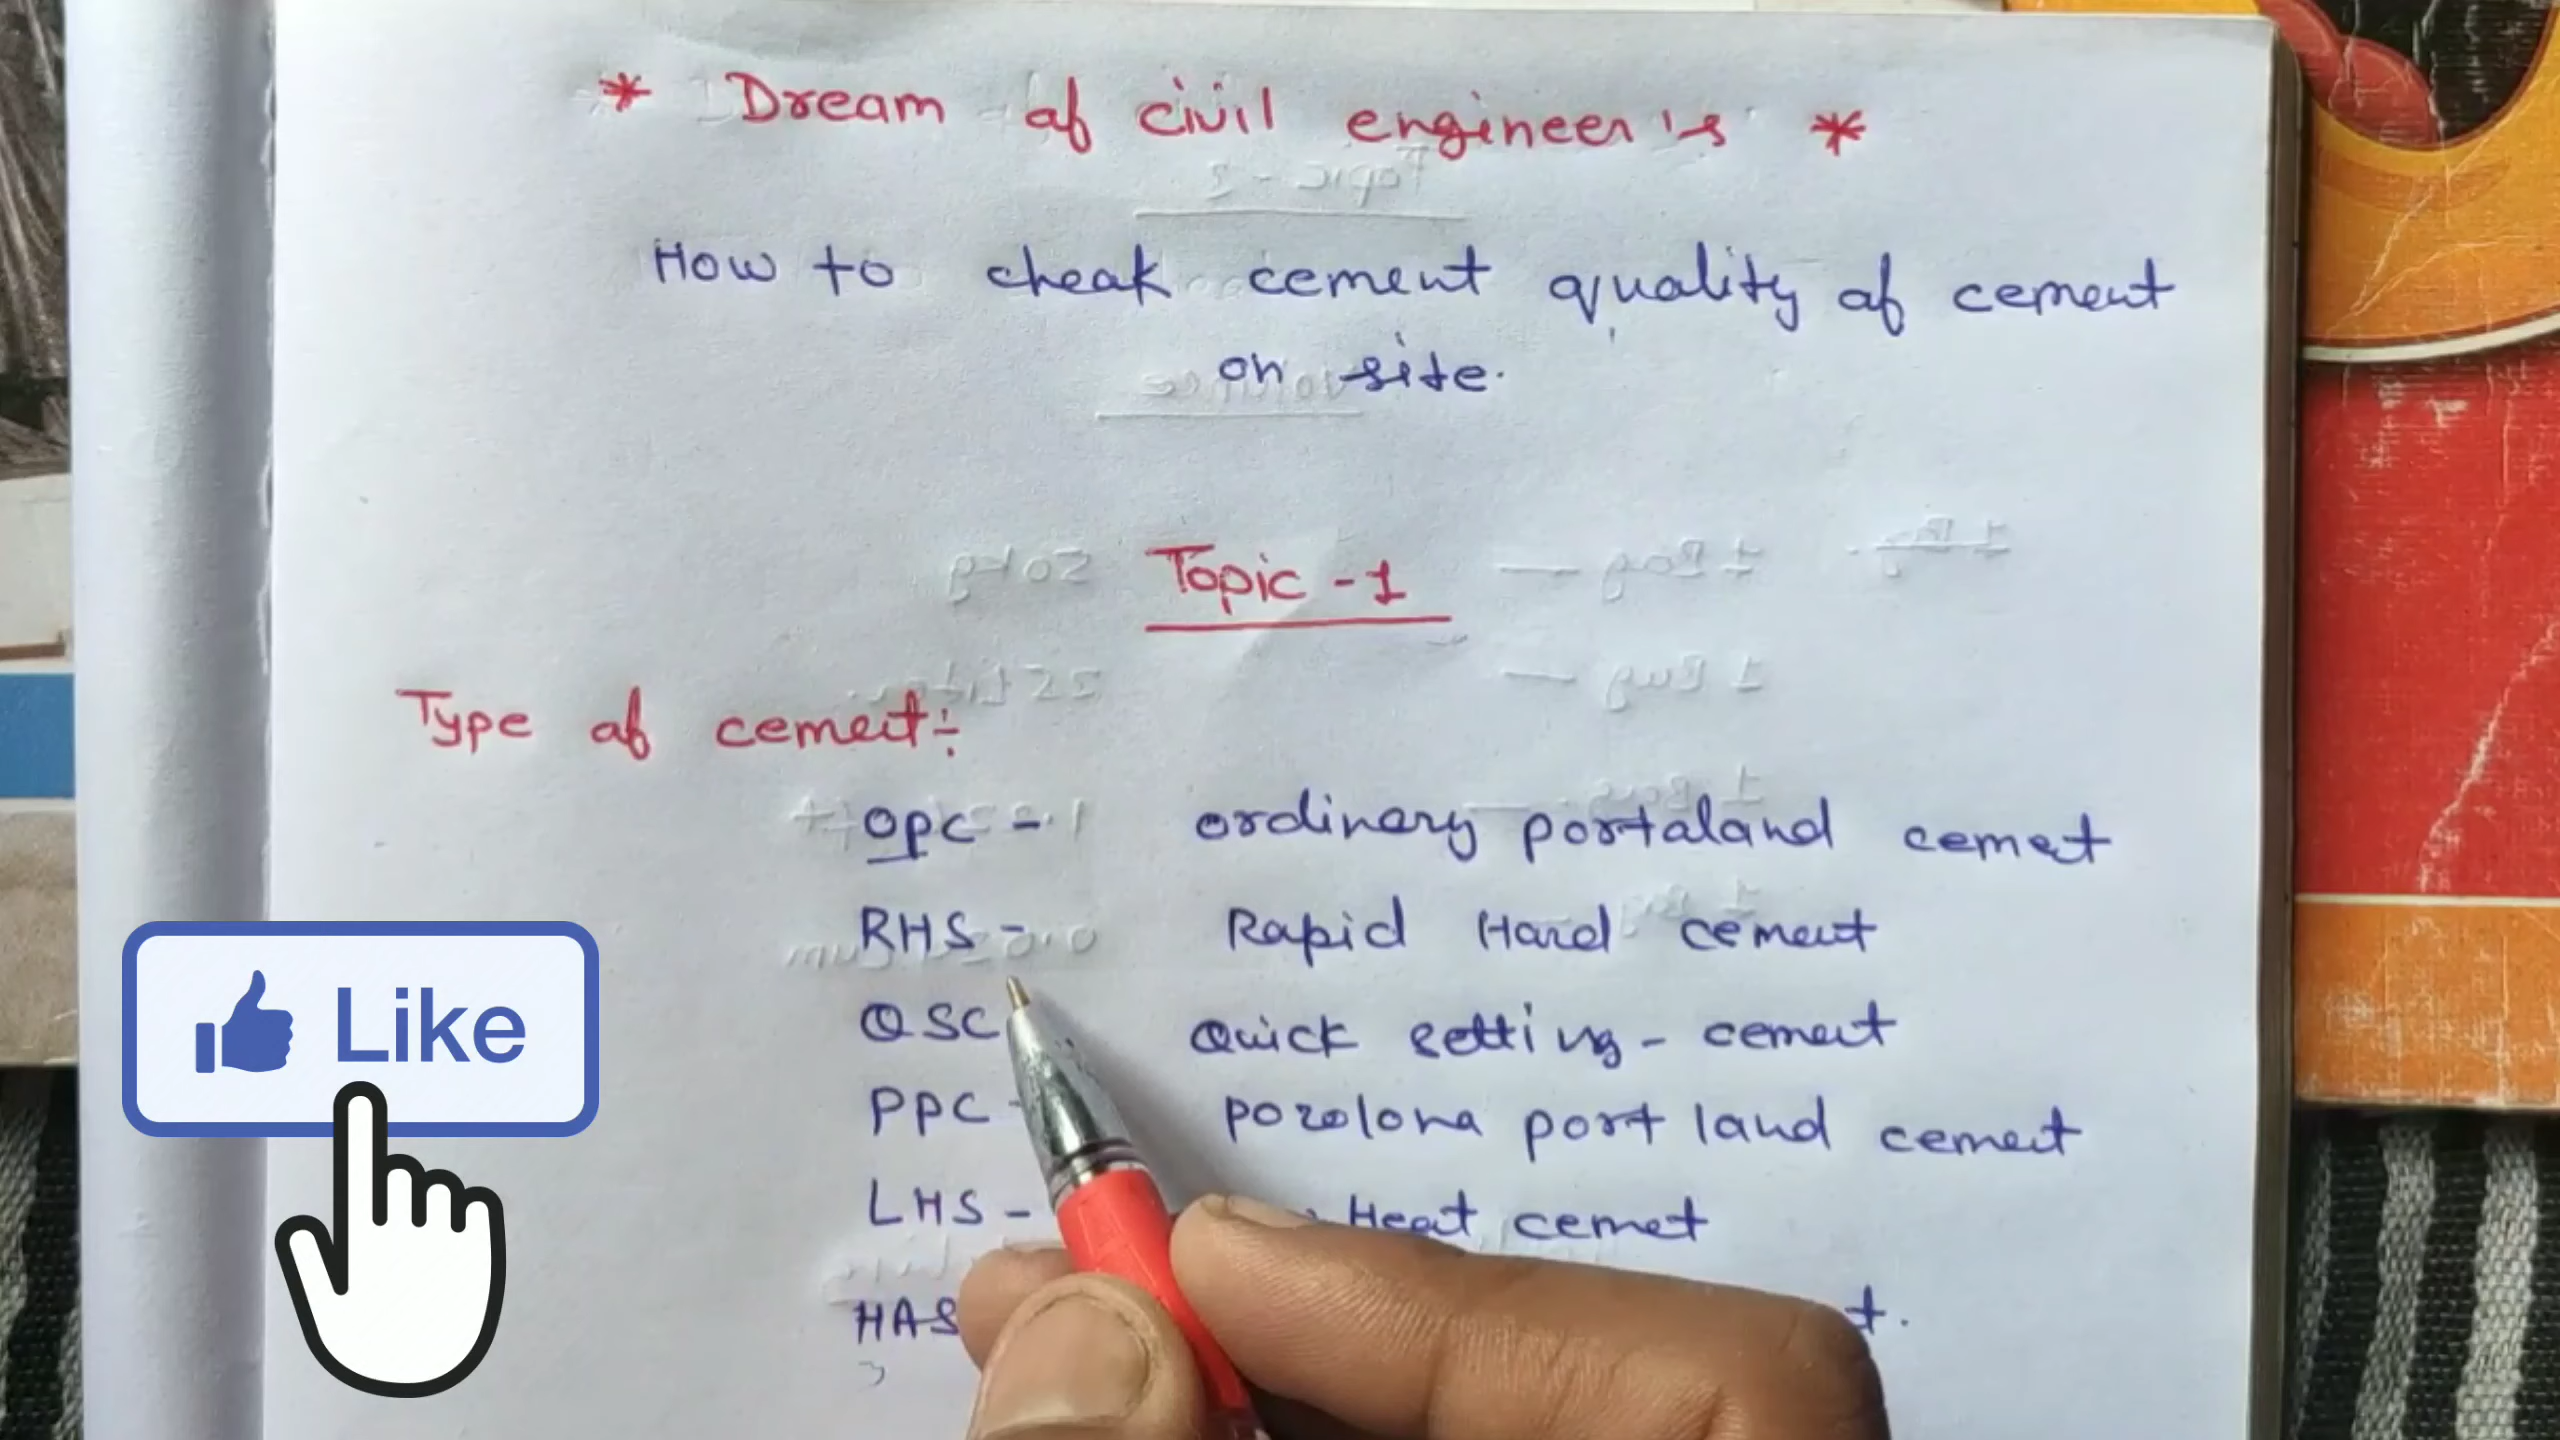 * Dream of civil engineer's *
How to cheak cement quality of cement
on site.
Topic - 1
Type of cemect:-
OPC - ordinary portaland cemet
RHS - Rapid Hard cement
QSC Quick setting - cement
PPC - pozolona port land cement
LHS - Heat cemet
HAS
Like